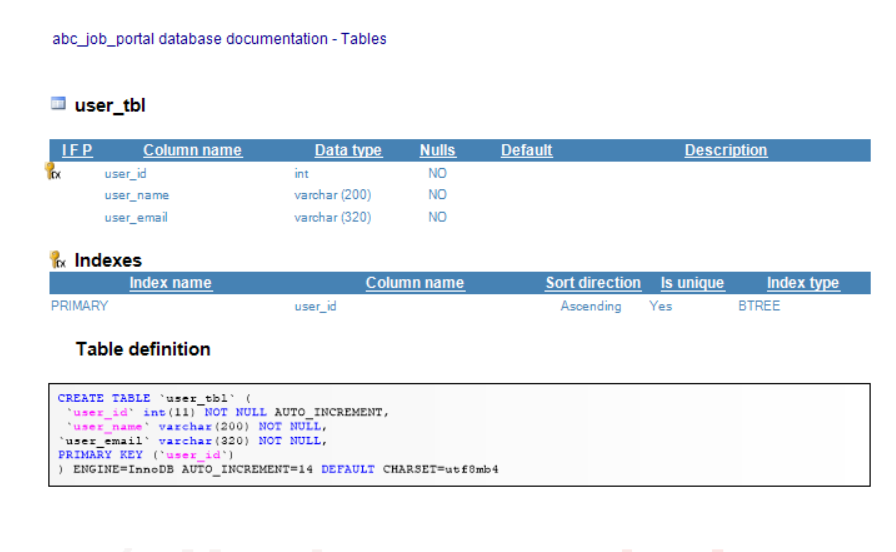 abc_job_portal database documentation - Tables
user_tbl
I F P Column name Data type Nulls Default Description
user_id int NO
user_name varchar (200) NO
user_email varchar (320) NO
Indexes
Index name Column name Sort direction Is unique Index type
PRIMARY user_id Ascending Yes BTREE
Table definition
CREATE TABLE `user_tbl` (
`user_id` int(11) NOT NULL AUTO_INCREMENT,
`user_name` varchar(200) NOT NULL,
`user_email` varchar(320) NOT NULL,
PRIMARY KEY (`user_id`)
) ENGINE=InnoDB AUTO_INCREMENT=14 DEFAULT CHARSET=utf8mb4